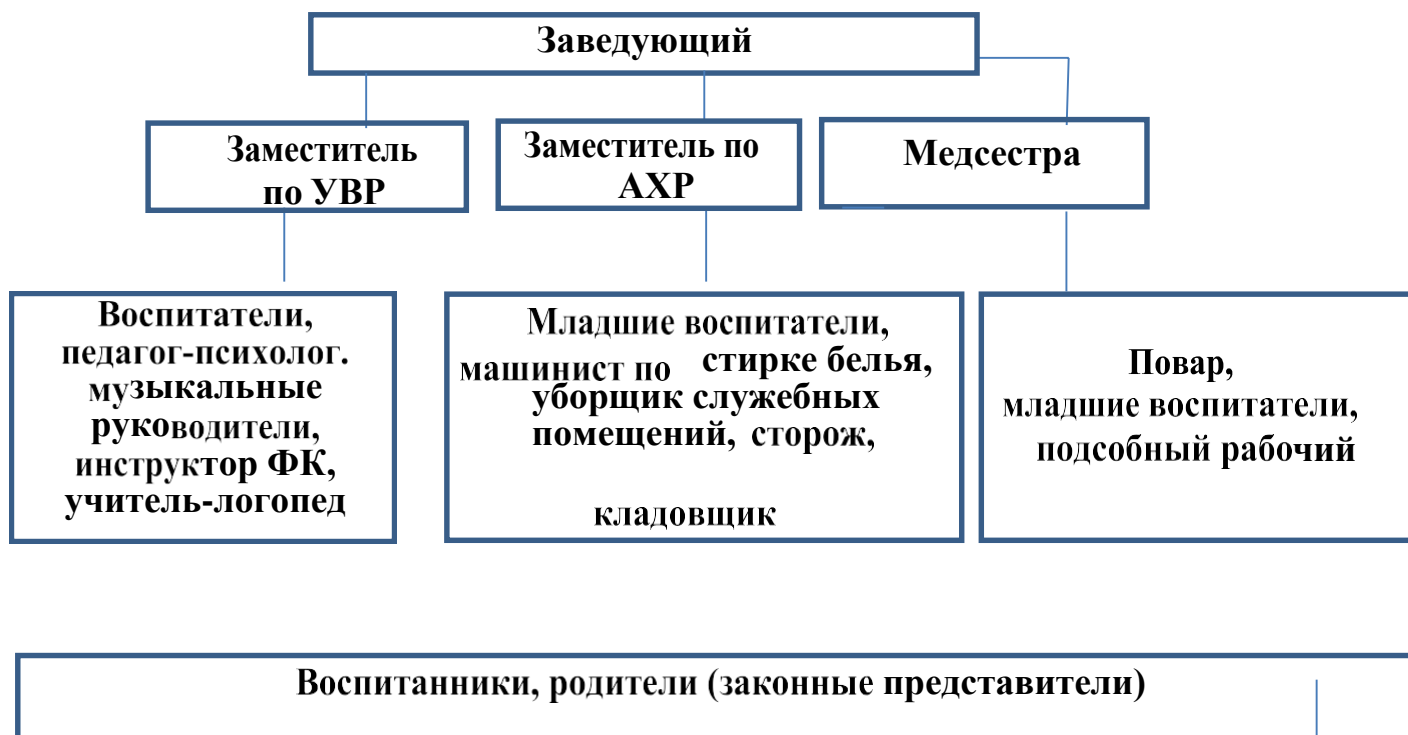 Заведующий
Заместитель
по УВР
Заместитель по
АХР
Медсестра
Воспитатели,
педагог-психолог.
музыкальные
руководители,
инструктор ФК,
учитель-логопед
Младшие воспитатели,
машинист по стирке белья,
уборщик служебных
помещений, сторож,
кладовщик
Повар,
младшие воспитатели,
подсобный рабочий
Воспитанники, родители (законные представители)